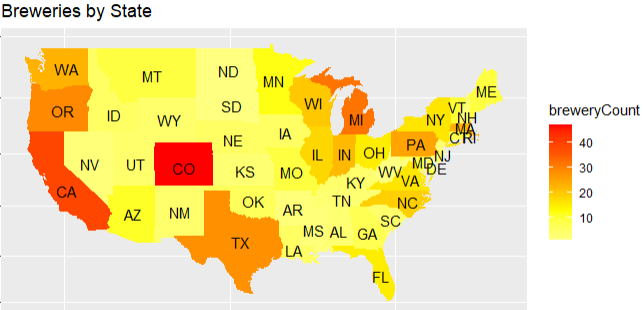 Breweries by State
WA MT ND MN ME
OR ID SD WI VT NH
WY MI NY MA
NE IA CT RI
NV UT CO IL IN OH PA NJ
KS MO WV MD DE
CA KY VA
AZ NM OK AR TN NC
SC
TX MS AL GA
LA
FL
breweryCount
40
30
20
10